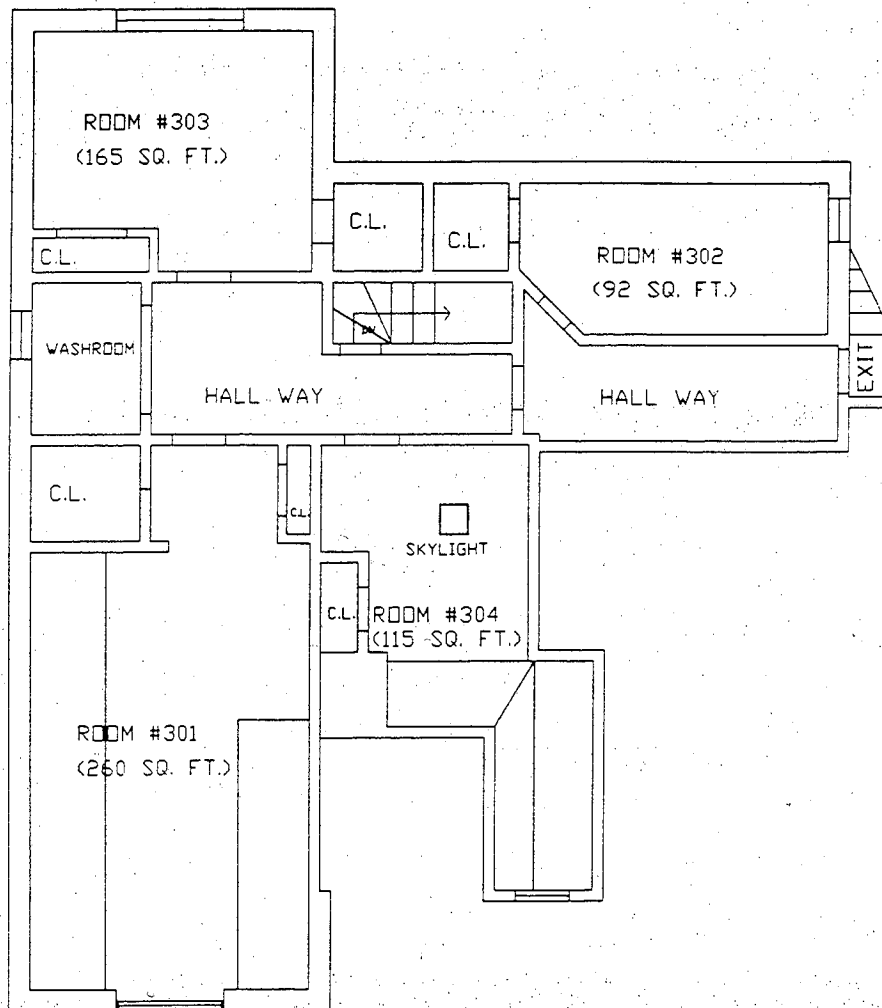 ROOM #303
(165 SQ. FT.)
C.L.
C.L.
C.L.
ROOM #302
(92 SQ. FT.)
DN
WASHROOM
HALL WAY
HALL WAY
EXIT
C.L.
C.L.
SKYLIGHT
C.L.
ROOM #304
(115 SQ. FT.)
ROOM #301
(260 SQ. FT.)